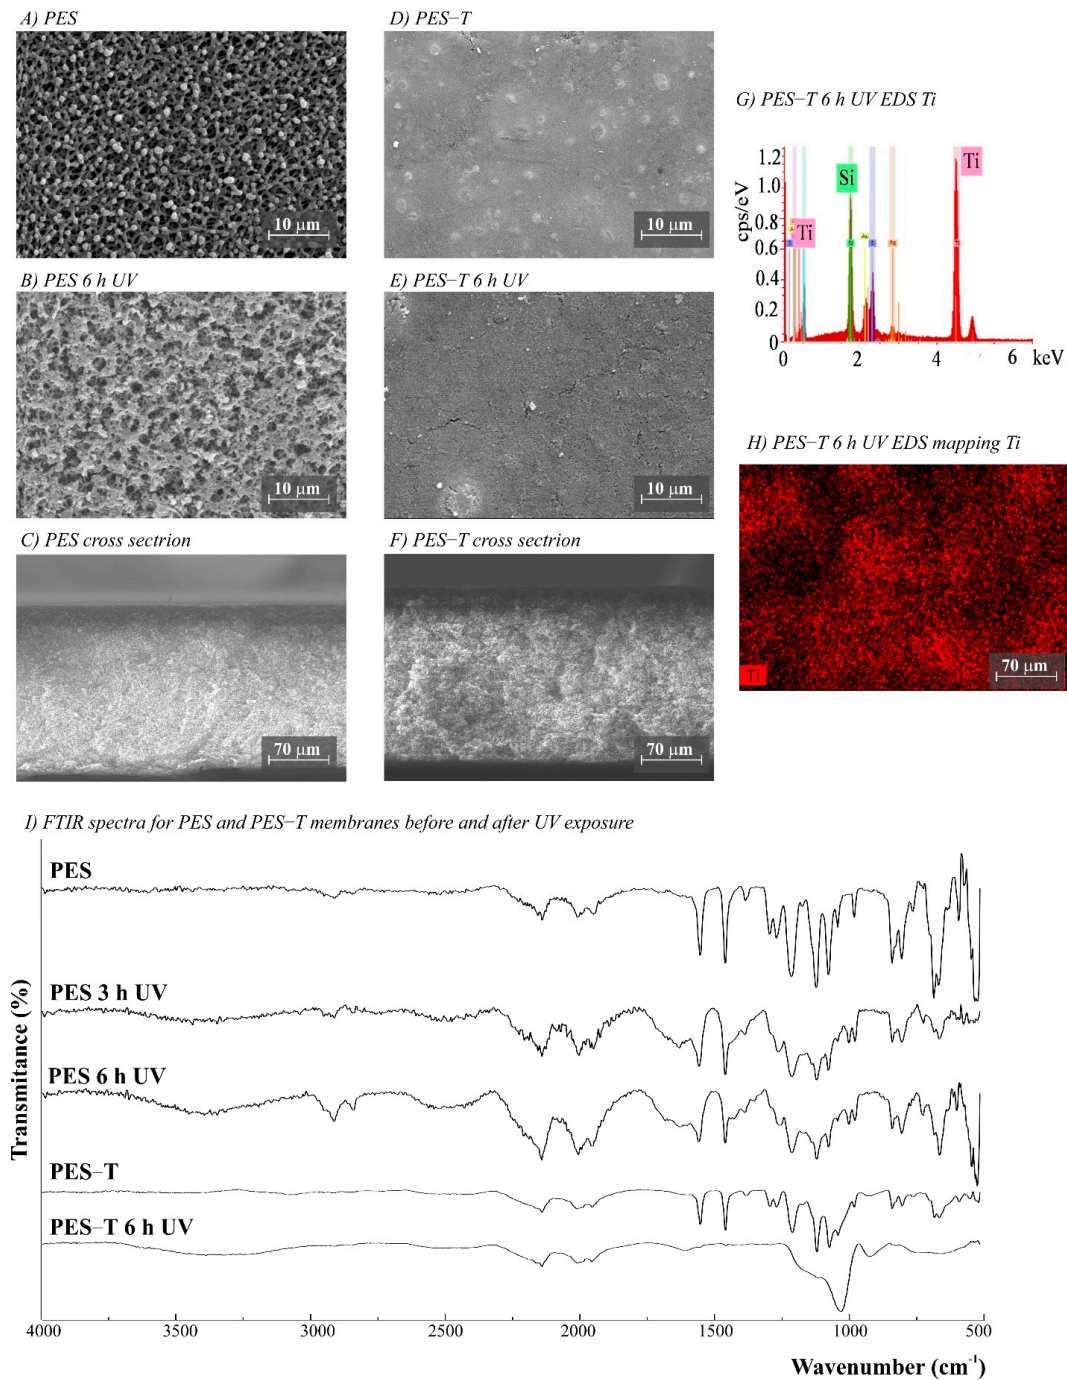 A) PES
10 μm
B) PES 6 h UV
10 μm
C) PES cross sectrion
70 μm
D) PES−T
10 μm
E) PES−T 6 h UV
10 μm
F) PES−T cross sectrion
70 μm
G) PES−T 6 h UV EDS Ti
cps/eV
1.2
1.0
0.8
0.6
0.4
0.2
0
Ti
Si
Ti
Si
S
Pd
Ti
0 2 4 6 keV
H) PES−T 6 h UV EDS mapping Ti
Ti
70 μm
I) FTIR spectra for PES and PES−T membranes before and after UV exposure
Transmitance (%)
PES
PES 3 h UV
PES 6 h UV
PES−T
PES−T 6 h UV
4000 3500 3000 2500 2000 1500 1000 500
Wavenumber (cm-1)